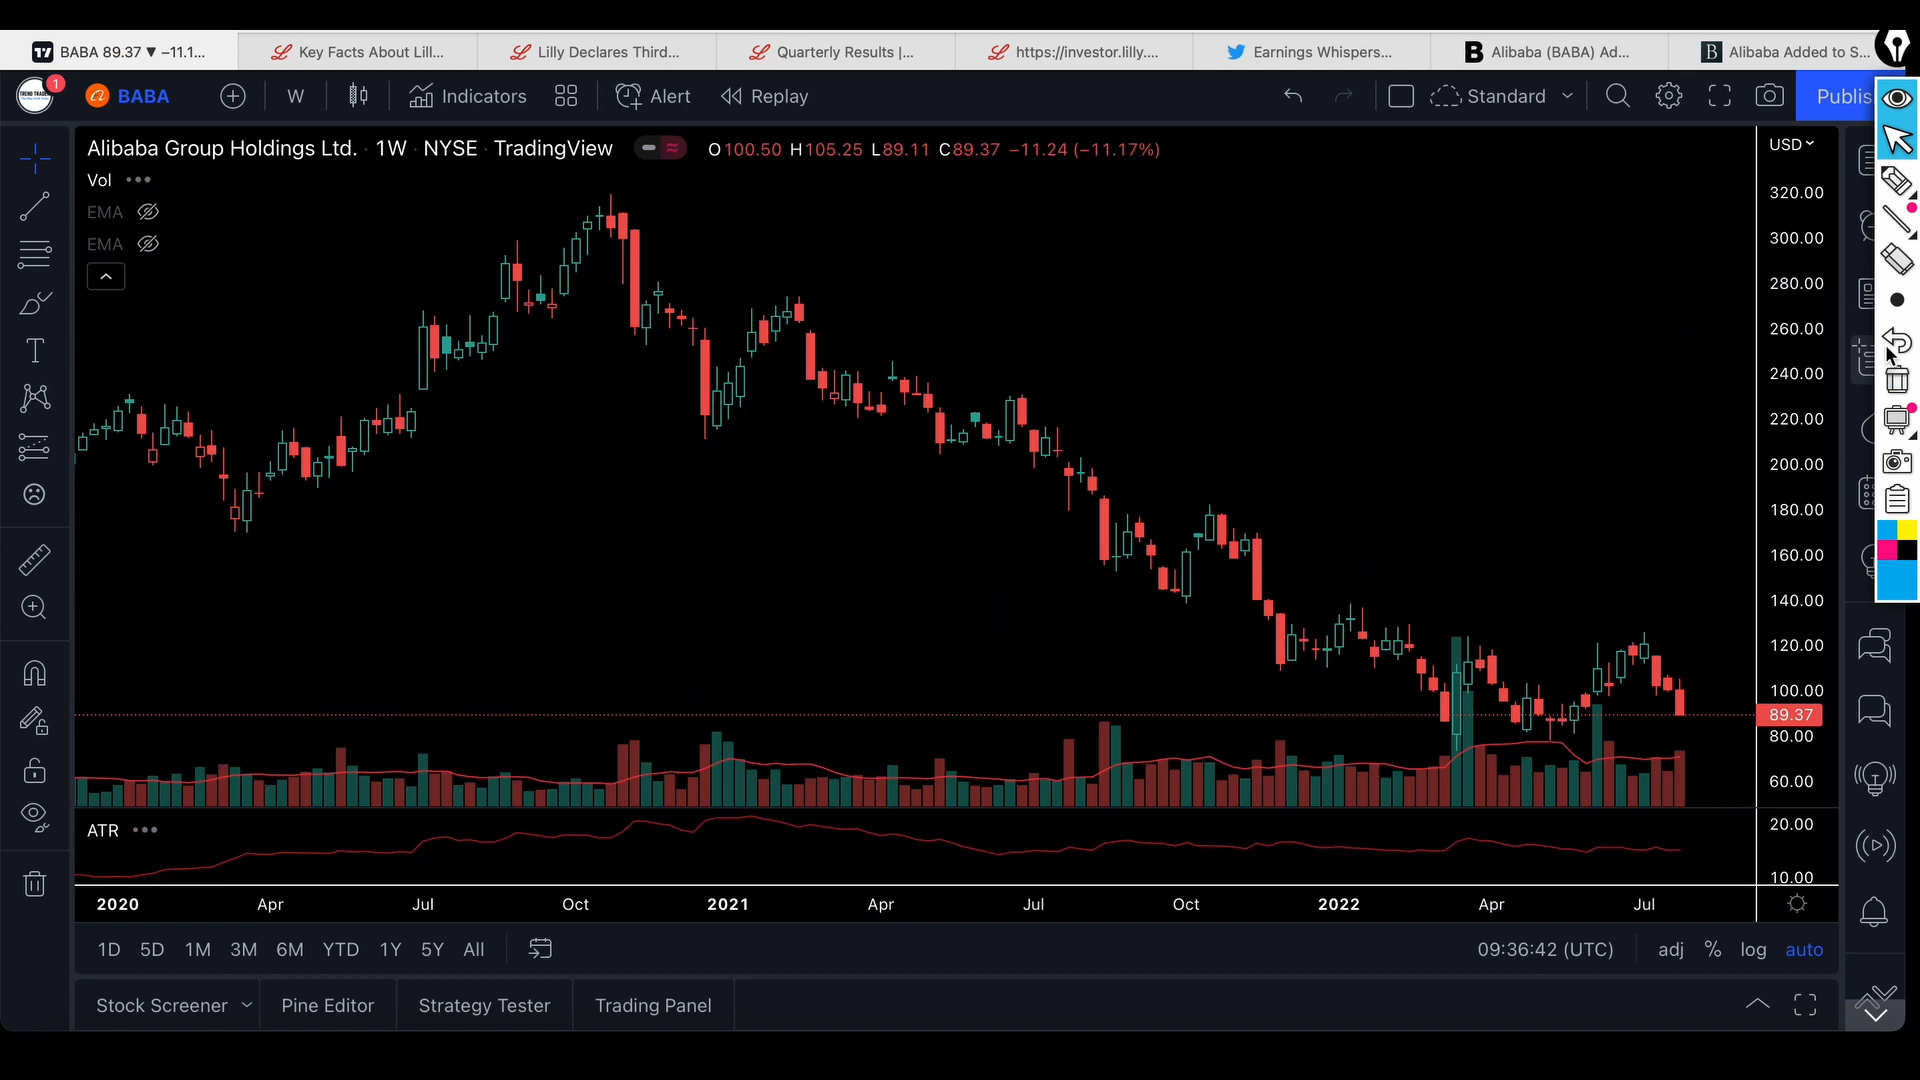 BABA 89.37 ▼ −11.1...
Key Facts About Lill...
Lilly Declares Third...
Quarterly Results |...
https://investor.lilly....
Earnings Whispers...
Alibaba (BABA) Ad...
Alibaba Added to S...
1
BABA
W
Indicators
Alert
Replay
Standard
Publis
Alibaba Group Holdings Ltd. · 1W · NYSE · TradingView
O100.50 H105.25 L89.11 C89.37 −11.24 (−11.17%)
USD
Vol
EMA
EMA
320.00
300.00
280.00
260.00
240.00
220.00
200.00
180.00
160.00
140.00
120.00
100.00
89.37
80.00
60.00
ATR
20.00
10.00
2020 Apr Jul Oct 2021 Apr Jul Oct 2022 Apr Jul
1D 5D 1M 3M 6M YTD 1Y 5Y All
09:36:42 (UTC)
adj % log auto
Stock Screener
Pine Editor
Strategy Tester
Trading Panel